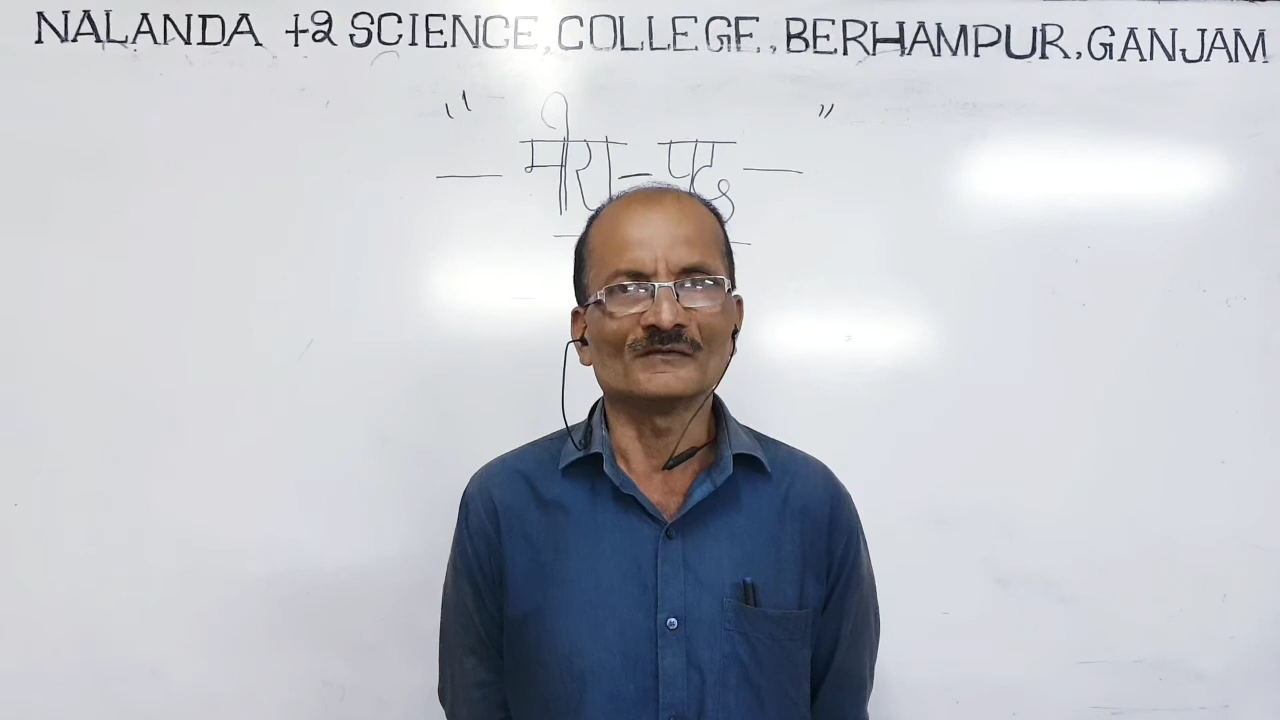 NALANDA +2 SCIENCE, COLLEGE, BERHAMPUR, GANJAM
"— मीरा-पद —"